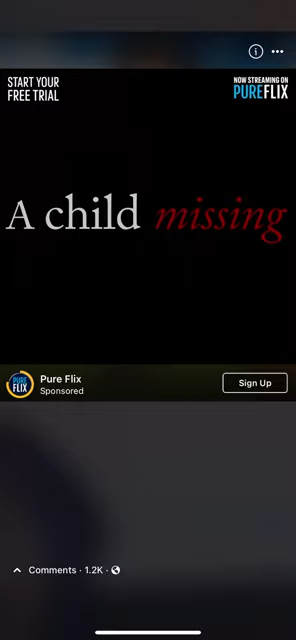 START YOUR
FREE TRIAL
NOW STREAMING ON
PUREFLIX
A child missing
PURE
FLIX
Pure Flix
Sponsored
Sign Up
Comments · 1.2K ·